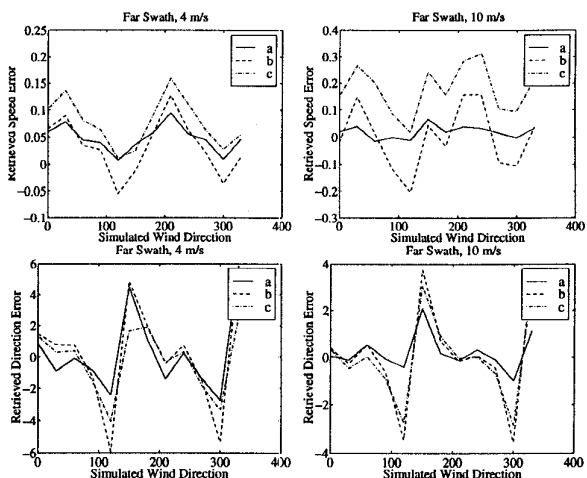 Far Swath, 4 m/s
0.25
0.2
0.15
0.1
0.05
0
−0.05
−0.1
0 100 200 300 400
Retrieved Speed Error
Simulated Wind Direction
a
b
c
Far Swath, 10 m/s
0.4
0.3
0.2
0.1
0
−0.1
−0.2
−0.3
0 100 200 300 400
Retrieved Speed Error
Simulated Wind Direction
a
b
c
Far Swath, 4 m/s
6
4
2
0
−2
−4
−6
0 100 200 300 400
Retrieved Direction Error
Simulated Wind Direction
a
b
c
Far Swath, 10 m/s
4
2
0
−2
−4
0 100 200 300 400
Retrieved Direction Error
Simulated Wind Direction
a
b
c